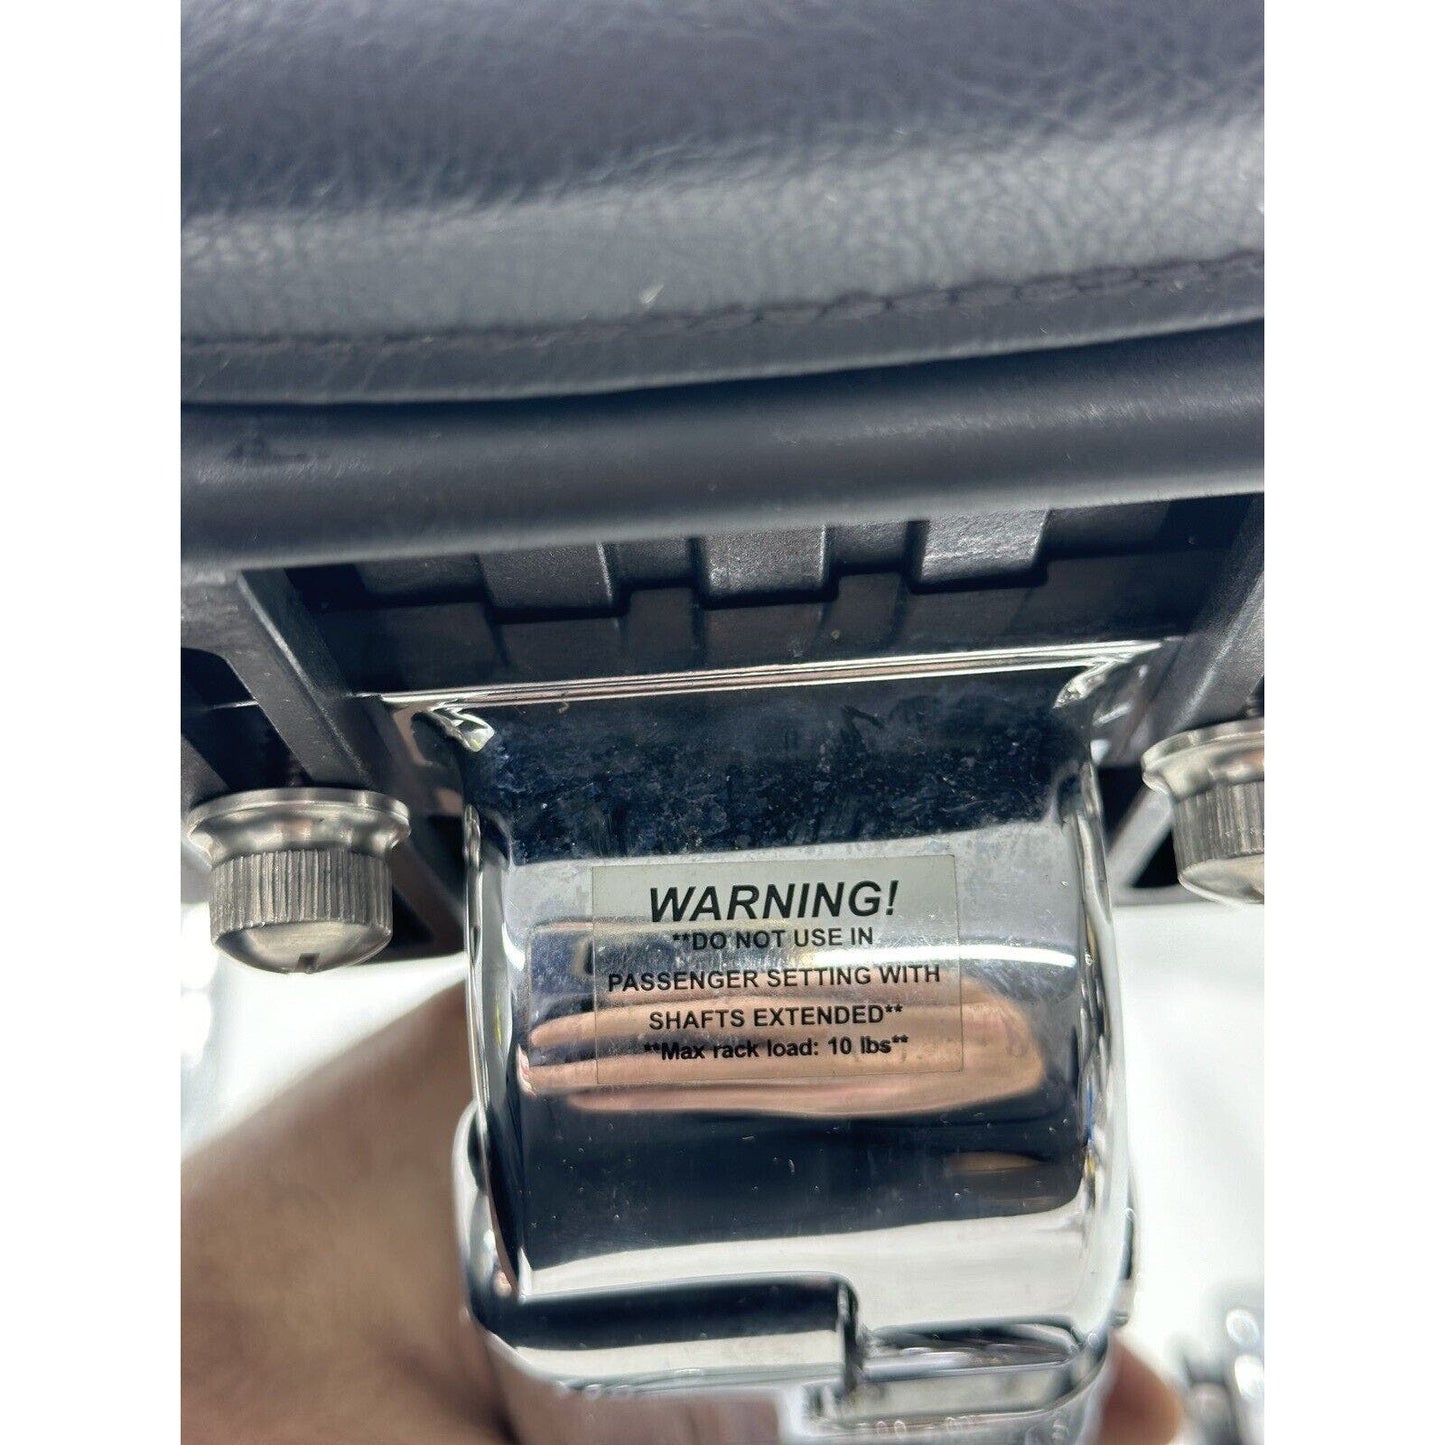 WARNING!
**DO NOT USE IN
PASSENGER SETTING WITH
SHAFTS EXTENDED**
**Max rack load: 10 lbs**